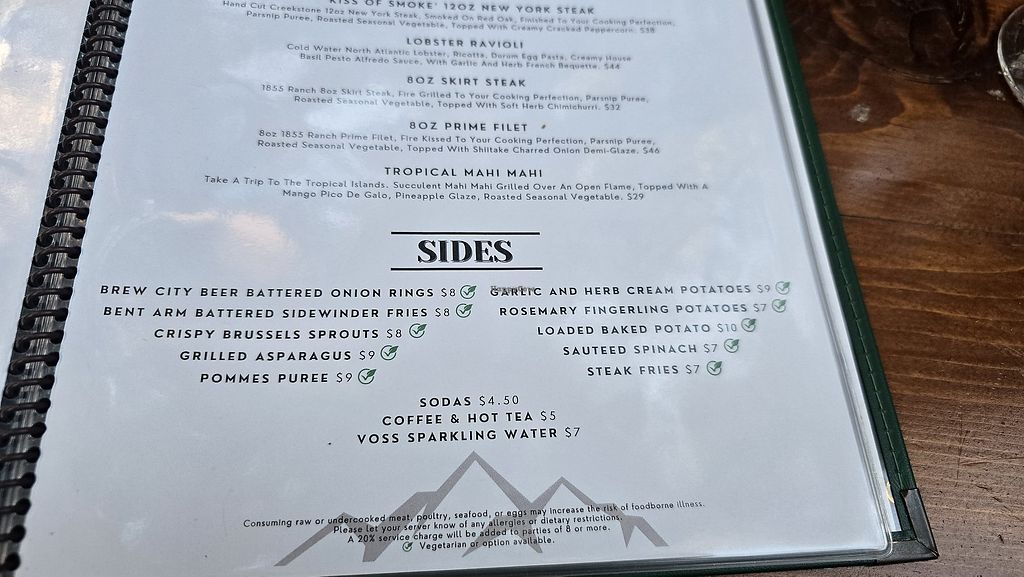 KISS OF SMOKE' 12OZ NEW YORK STEAK
Hand Cut Creekstone 12oz New York Steak, Smoked On Red Oak, Finished To Your Cooking Perfection,
Parsnip Puree, Roasted Seasonal Vegetable, Topped With Creamy Cracked Peppercorn. $38
LOBSTER RAVIOLI
Cold Water North Atlantic Lobster, Ricotta, Durom Egg Pasta, Creamy House
Basil Pesto Alfredo Sauce, With Garlic And Herb French Baquette. $44
8OZ SKIRT STEAK
1855 Ranch 8oz Skirt Steak, Fire Grilled To Your Cooking Perfection, Parsnip Puree,
Roasted Seasonal Vegetable, Topped With Soft Herb Chimichurri. $32
8OZ PRIME FILET
8oz 1855 Ranch Prime Filet, Fire Kissed To Your Cooking Perfection, Parsnip Puree,
Roasted Seasonal Vegetable, Topped With Shiitake Charred Onion Demi-Glaze. $46
TROPICAL MAHI MAHI
Take A Trip To The Tropical Islands. Succulent Mahi Mahi Grilled Over An Open Flame, Topped With A
Mango Pico De Galo, Pineapple Glaze, Roasted Seasonal Vegetable. $29
SIDES
BREW CITY BEER BATTERED ONION RINGS $8
BENT ARM BATTERED SIDEWINDER FRIES $8
CRISPY BRUSSELS SPROUTS $8
GRILLED ASPARAGUS $9
POMMES PUREE $9
GARLIC AND HERB CREAM POTATOES $9
ROSEMARY FINGERLING POTATOES $7
LOADED BAKED POTATO $10
SAUTEED SPINACH $7
STEAK FRIES $7
SODAS $4.50
COFFEE & HOT TEA $5
VOSS SPARKLING WATER $7
Consuming raw or undercooked meat, poultry, seafood, or eggs may increase the risk of foodborne illness.
Please let your server know of any allergies or dietary restrictions.
A 20% service charge will be added to parties of 8 or more.
Vegetarian or option available.